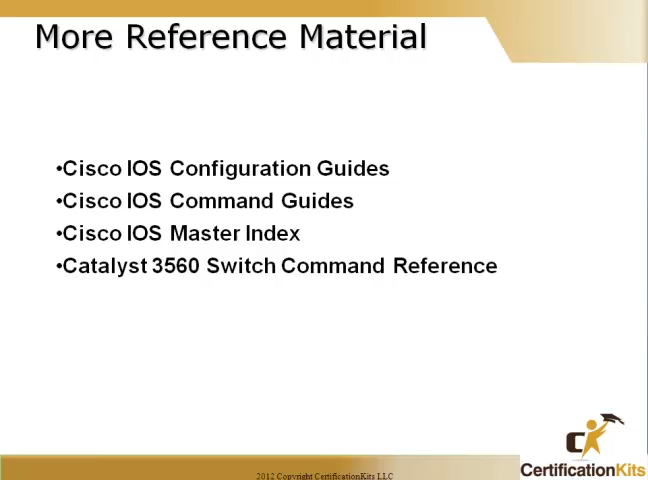 More Reference Material
•Cisco IOS Configuration Guides
•Cisco IOS Command Guides
•Cisco IOS Master Index
•Catalyst 3560 Switch Command Reference
CK
CertificationKits
2012 Copyright CertificationKits LLC